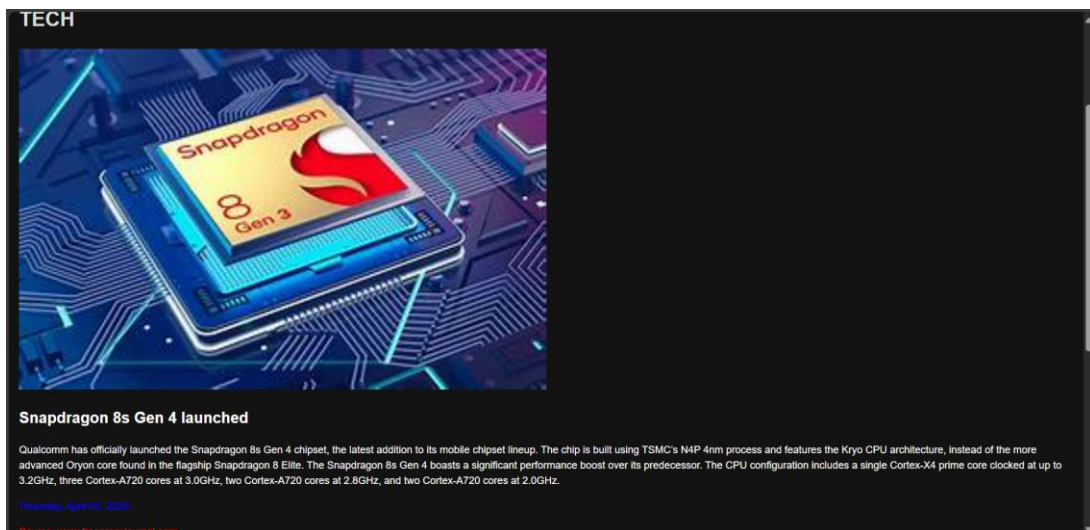 TECH
Snapdragon
8
Gen 3
Snapdragon 8s Gen 4 launched
Qualcomm has officially launched the Snapdragon 8s Gen 4 chipset, the latest addition to its mobile chipset lineup. The chip is built using TSMC's N4P 4nm process and features the Kryo CPU architecture, instead of the more
advanced Oryon core found in the flagship Snapdragon 8 Elite. The Snapdragon 8s Gen 4 boasts a significant performance boost over its predecessor. The CPU configuration includes a single Cortex-X4 prime core clocked at up to
3.2GHz, three Cortex-A720 cores at 3.0GHz, two Cortex-A720 cores at 2.8GHz, and two Cortex-A720 cores at 2.0GHz.
Thursday, April 03, 2025